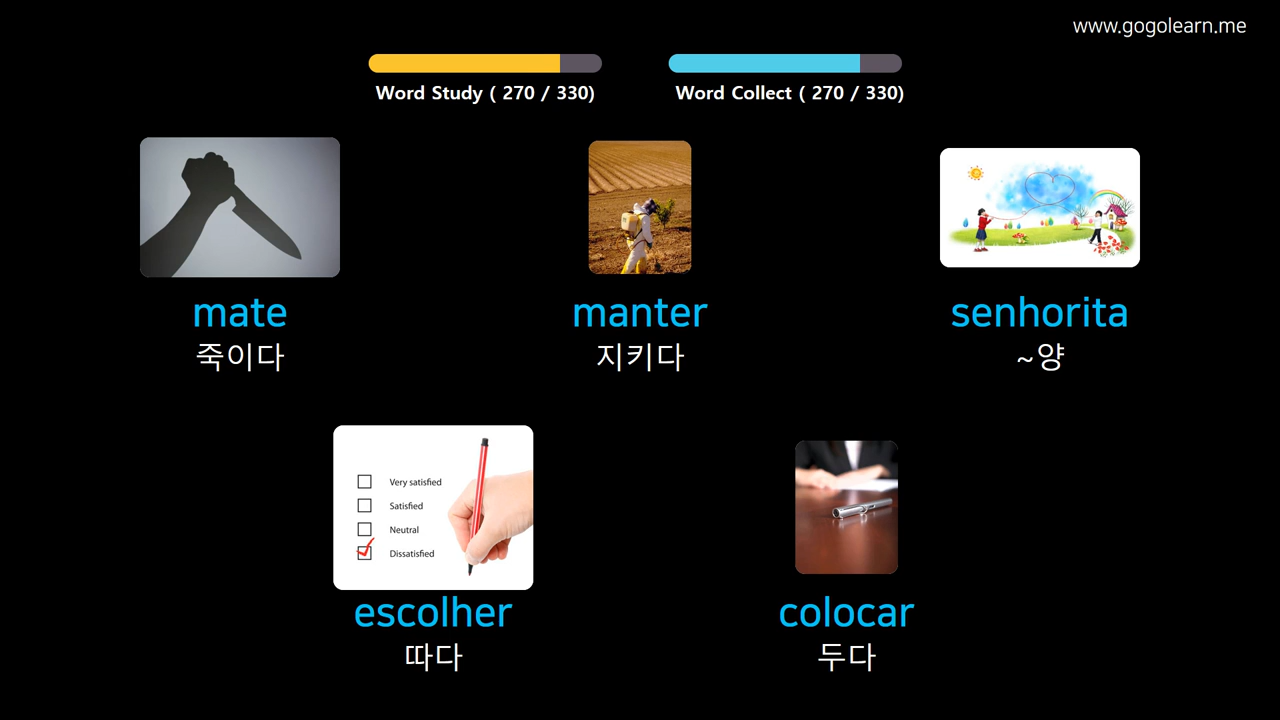 www.gogolearn.me
Word Study ( 270 / 330)
Word Collect ( 270 / 330)
mate
죽이다
manter
지키다
senhorita
~양
Very satisfied
Satisfied
Neutral
Dissatisfied
escolher
따다
colocar
두다